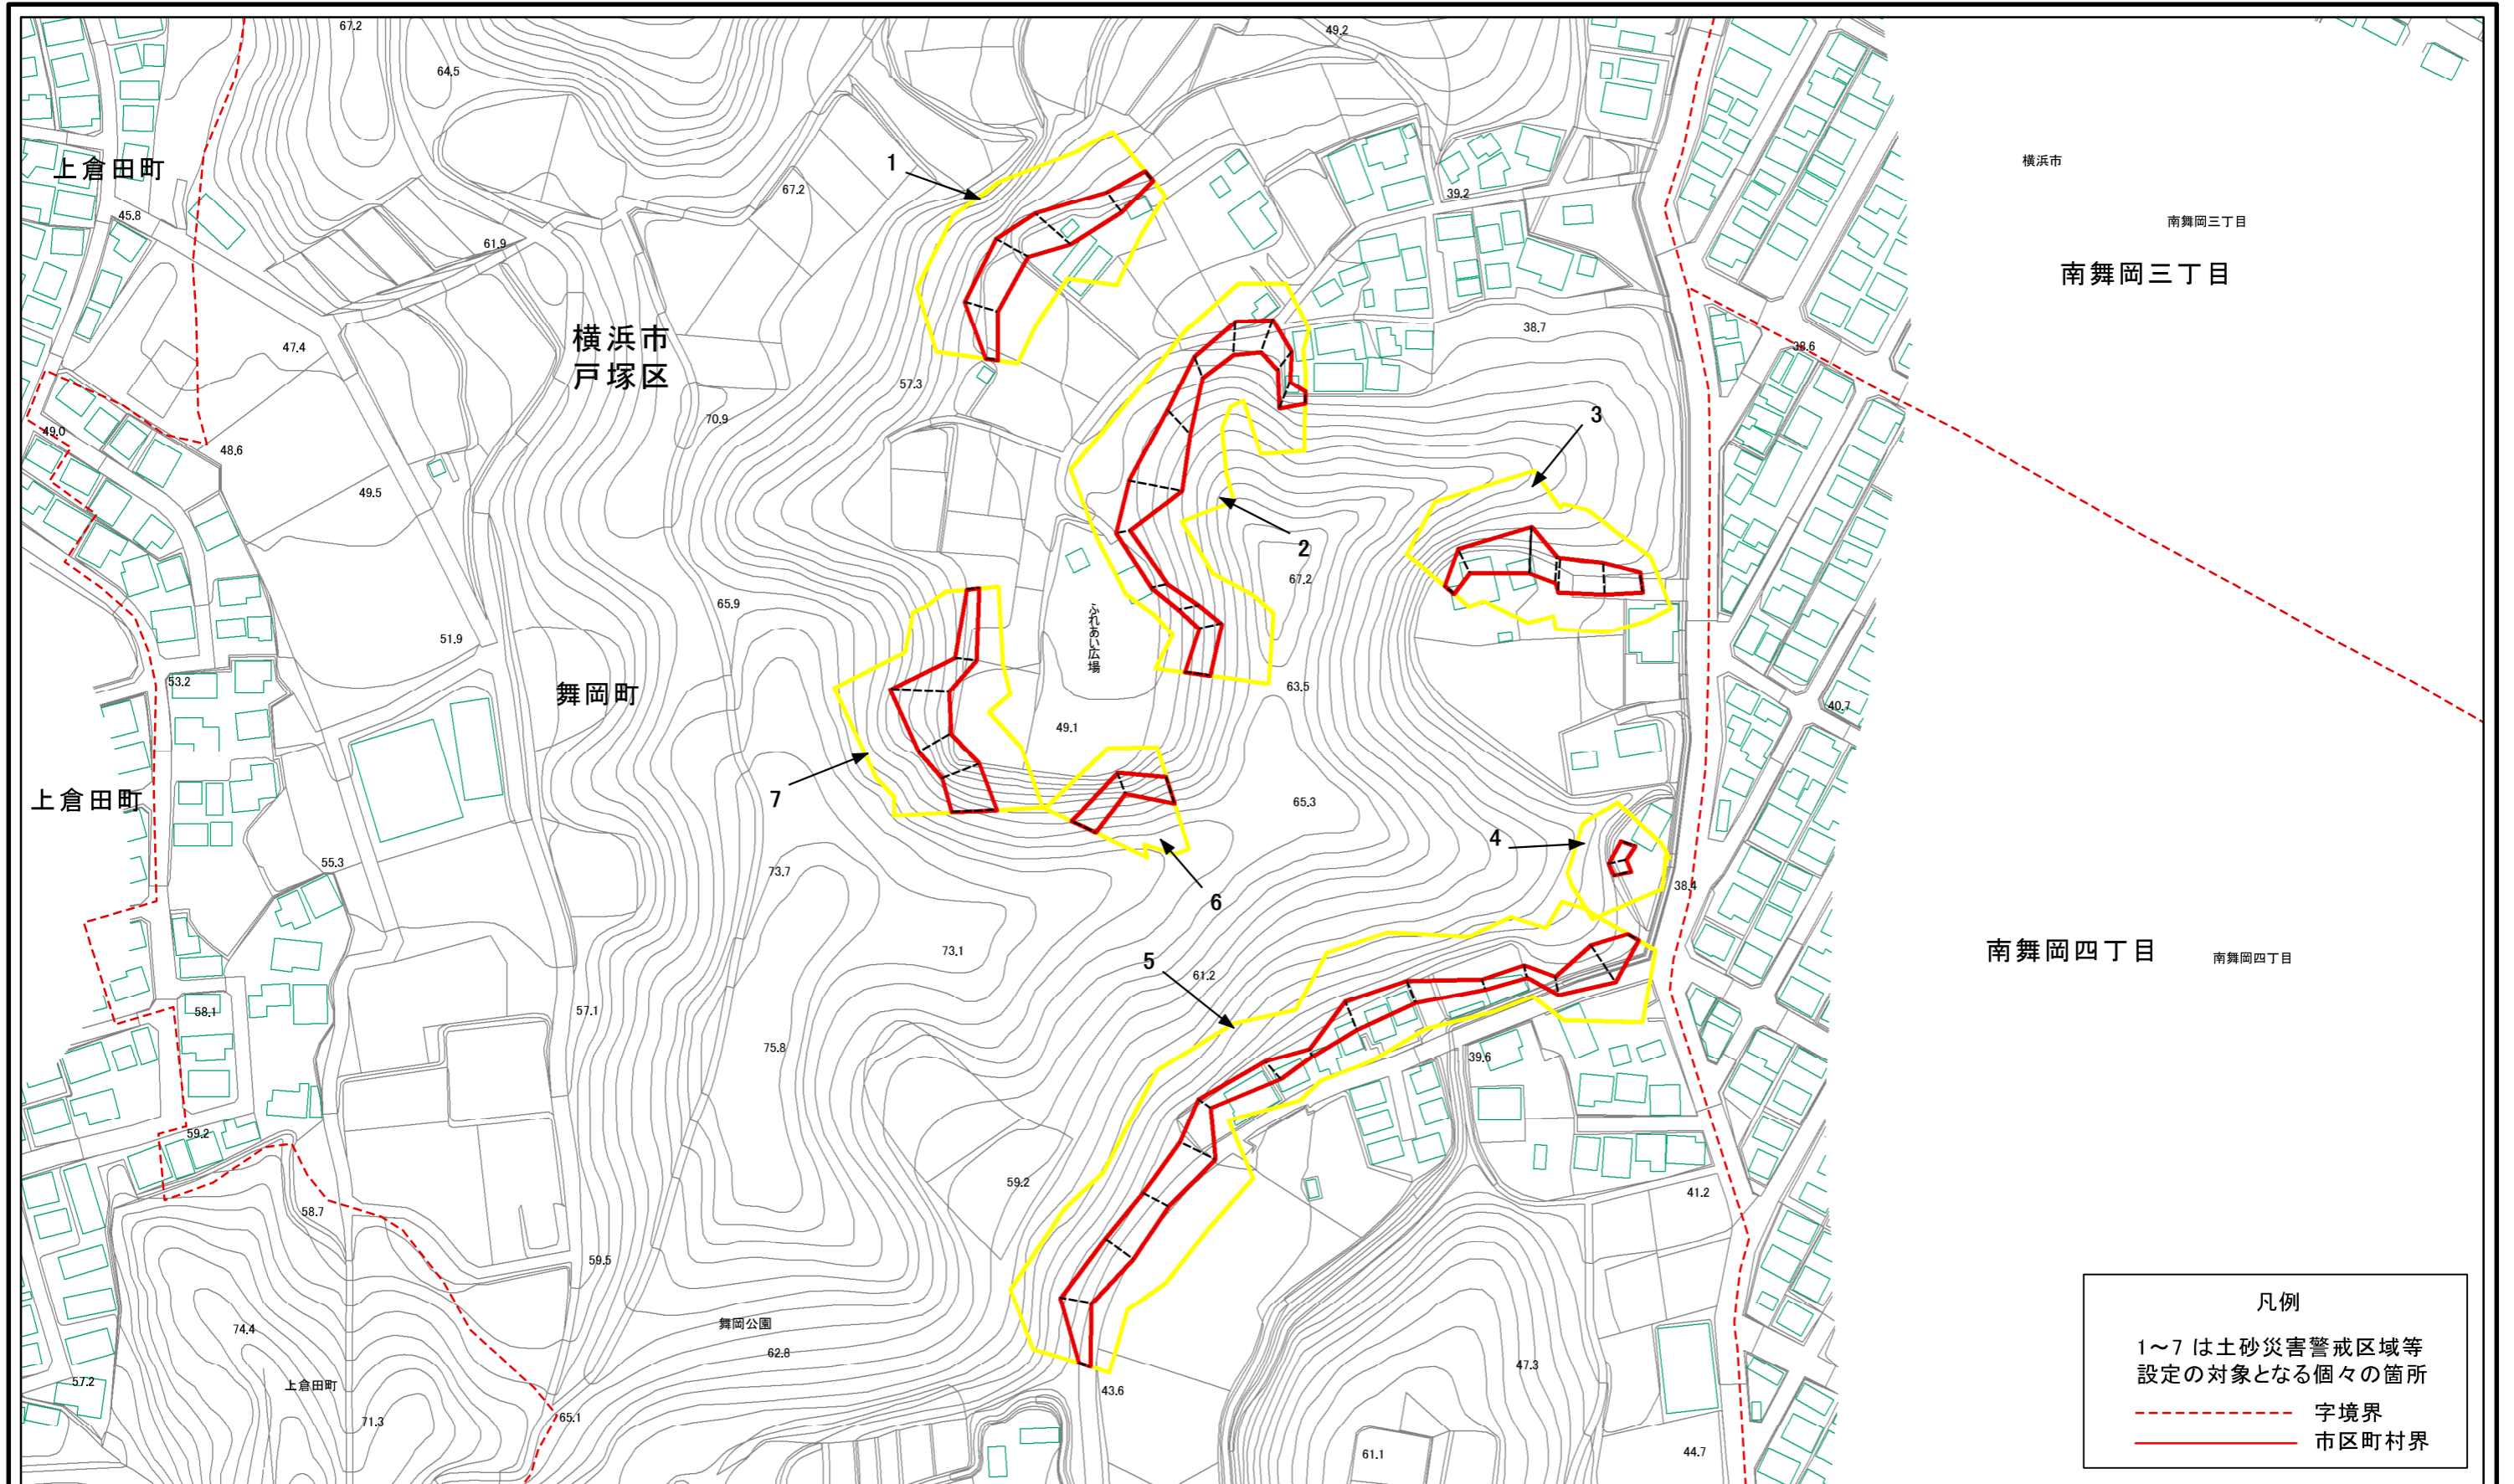 67.2
64.5
49.2
上倉田町
1
67.2
39.2
横浜市
45.8
61.9
南舞岡三丁目
南舞岡三丁目
横浜市
戸塚区
47.4
38.7
38.6
57.3
70.9
3
49.0
48.6
49.5
2
67.2
65.9
ふれあい広場
51.9
53.2
舞岡町
63.5
40.7
49.1
7
上倉田町
65.3
4
55.3
73.7
38.4
6
73.1
南舞岡四丁目
南舞岡四丁目
5
61.2
58.1
57.1
75.8
39.6
59.2
59.2
41.2
58.7
59.5
凡例
74.4
舞岡公園
62.8
1～7 は土砂災害警戒区域等
設定の対象となる個々の箇所
47.3
57.2
上倉田町
43.6
字境界
71.3
65.1
市区町村界
61.1
44.7